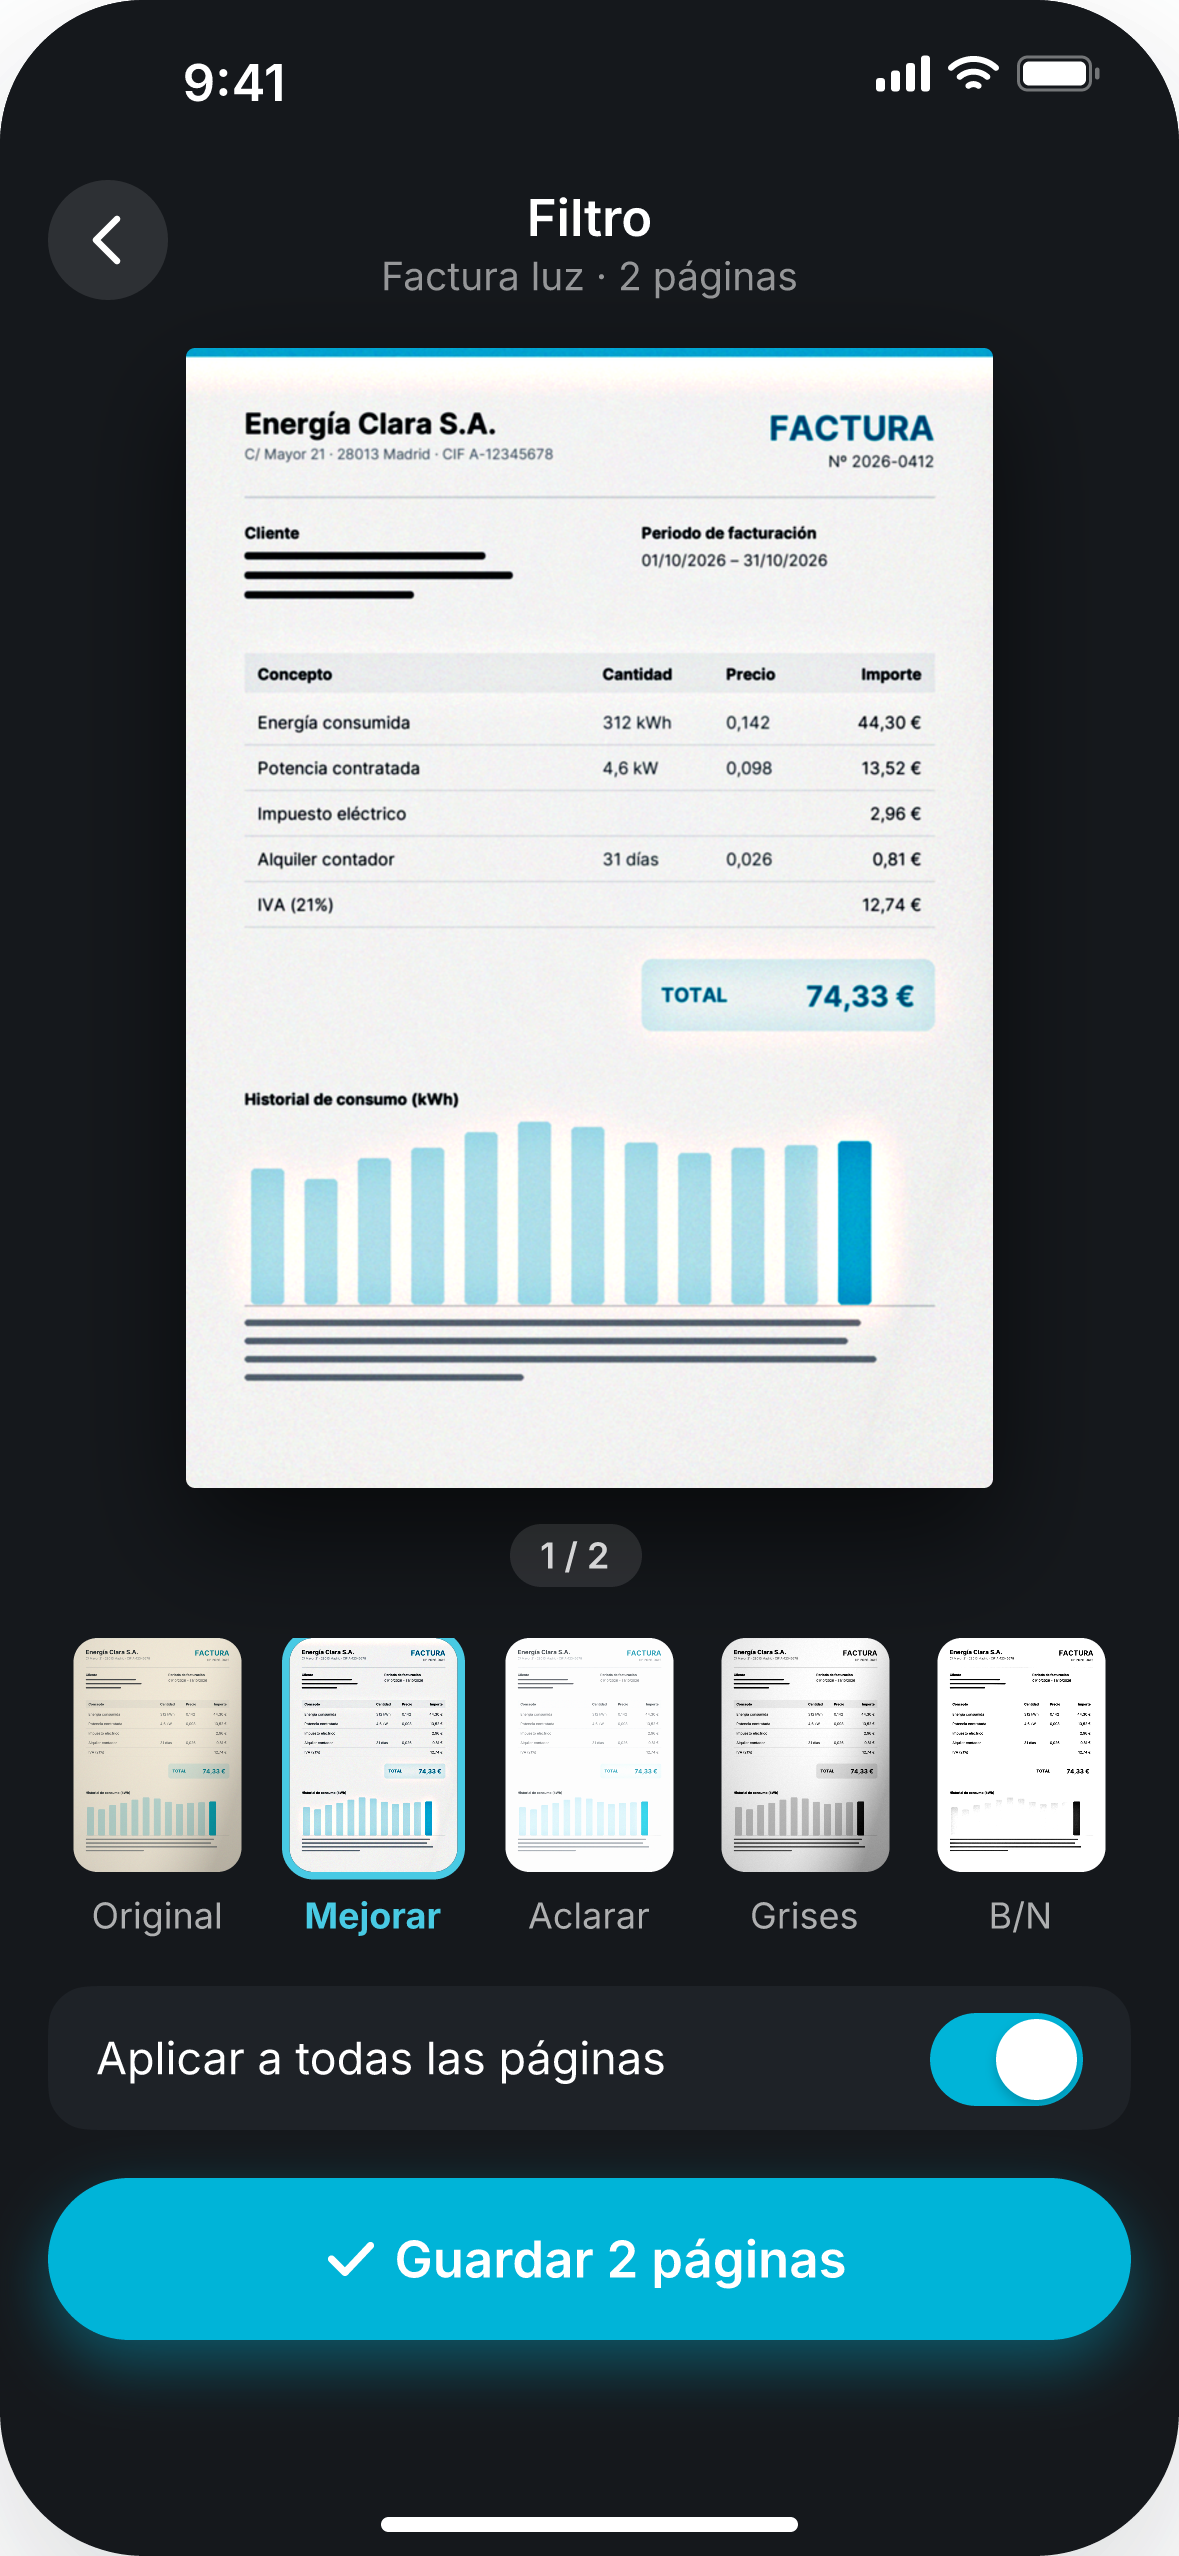 9:41
Filtro
Factura luz · 2 páginas
Energía Clara S.A.
FACTURA
C/ Mayor 21 · 28013 Madrid · CIF A-12345678
Nº 2026-0412
Cliente
Periodo de facturación
01/10/2026 – 31/10/2026
Concepto Cantidad Precio Importe
Energía consumida 312 kWh 0,142 44,30 €
Potencia contratada 4,6 kW 0,098 13,52 €
Impuesto eléctrico 2,96 €
Alquiler contador 31 días 0,026 0,81 €
IVA (21%) 12,74 €
TOTAL 74,33 €
Historial de consumo (kWh)
1 / 2
Original Mejorar Aclarar Grises B/N
Aplicar a todas las páginas
Guardar 2 páginas